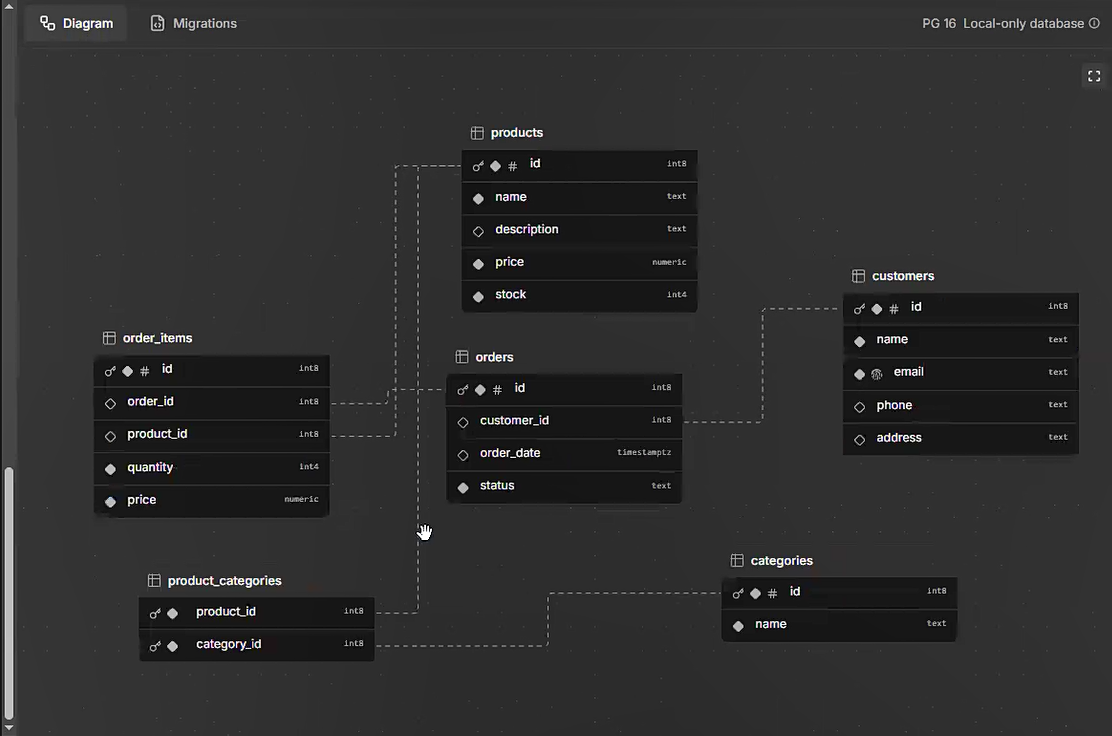 Diagram
Migrations
PG 16 Local-only database
products
# id int8
name text
description text
price numeric
stock int4
customers
# id int8
name text
email text
phone text
address text
order_items
# id int8
order_id int8
product_id int8
quantity int4
price numeric
orders
# id int8
customer_id int8
order_date timestamptz
status text
product_categories
product_id int8
category_id int8
categories
# id int8
name text